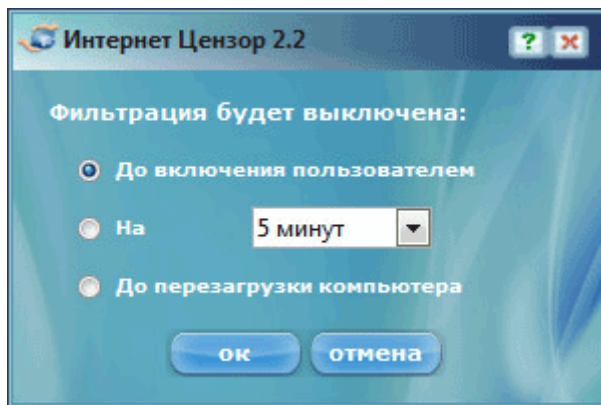 Интернет Цензор 2.2
?
Фильтрация будет выключена:
До включения пользователем
На 5 минут
До перезагрузки компьютера
ок отмена